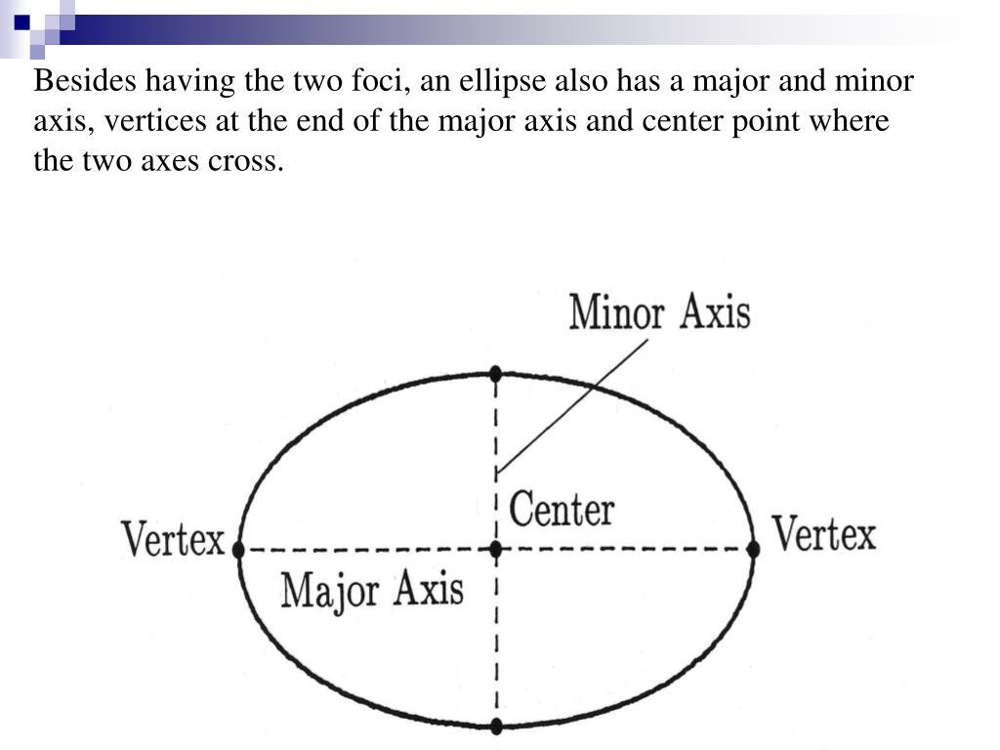 Besides having the two foci, an ellipse also has a major and minor
axis, vertices at the end of the major axis and center point where
the two axes cross.
Minor Axis
Center
Vertex
Vertex
Major Axis